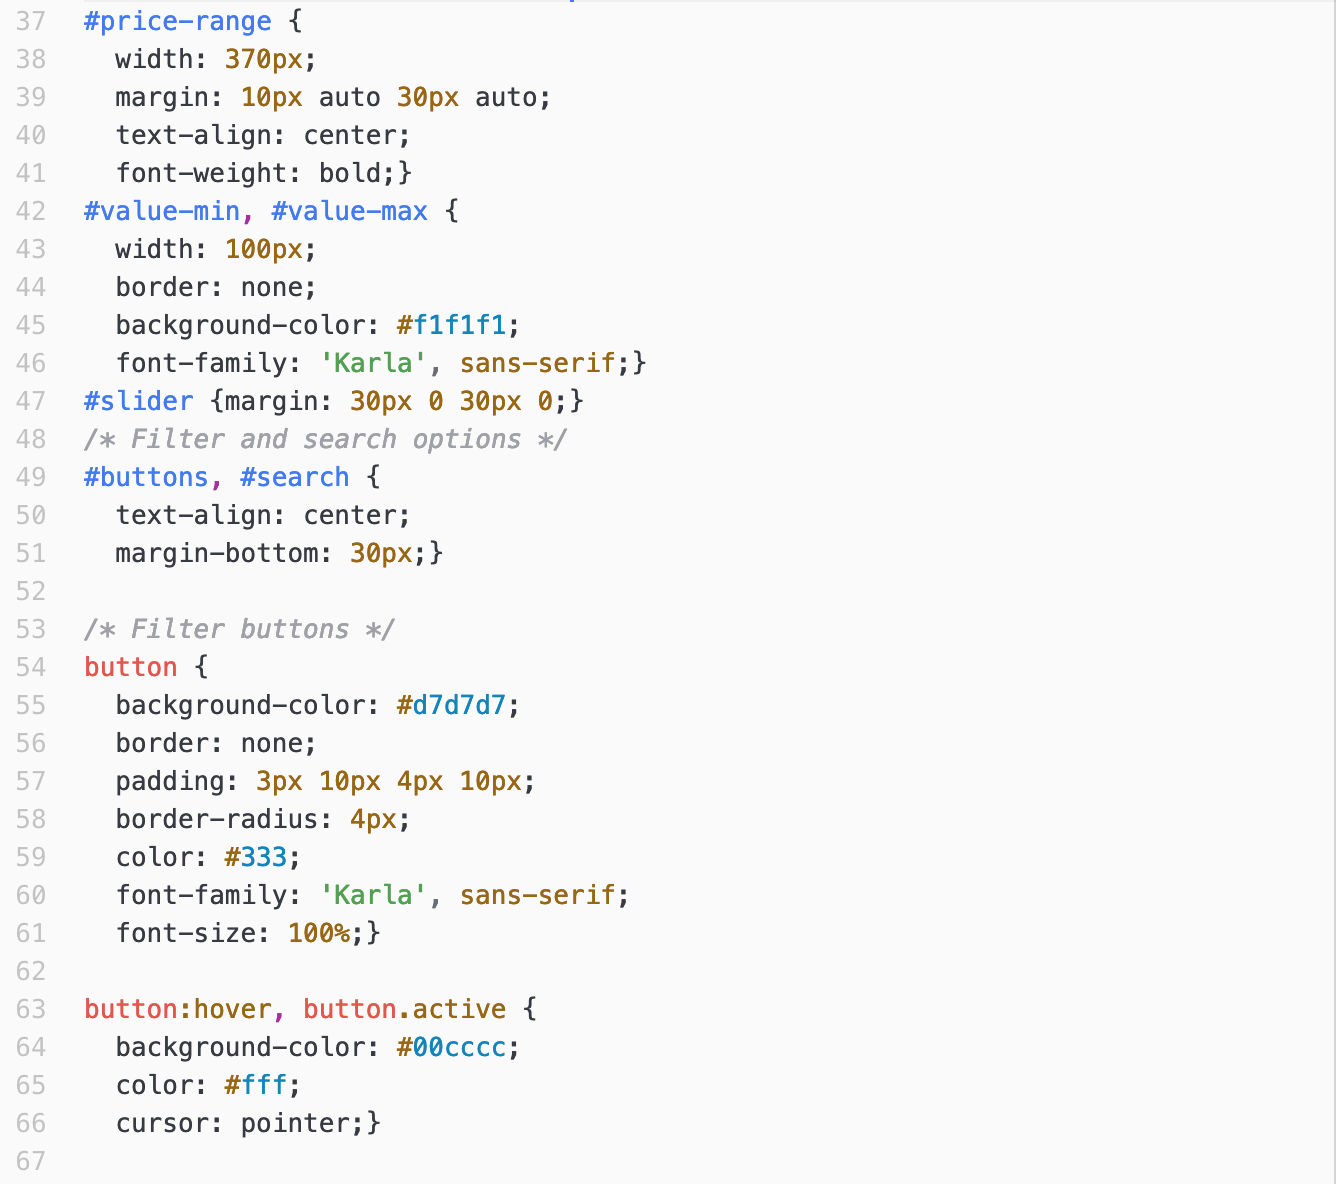 37 #price-range {
38 width: 370px;
39 margin: 10px auto 30px auto;
40 text-align: center;
41 font-weight: bold;}
42 #value-min, #value-max {
43 width: 100px;
44 border: none;
45 background-color: #f1f1f1;
46 font-family: 'Karla', sans-serif;}
47 #slider {margin: 30px 0 30px 0;}
48 /* Filter and search options */
49 #buttons, #search {
50 text-align: center;
51 margin-bottom: 30px;}
52
53 /* Filter buttons */
54 button {
55 background-color: #d7d7d7;
56 border: none;
57 padding: 3px 10px 4px 10px;
58 border-radius: 4px;
59 color: #333;
60 font-family: 'Karla', sans-serif;
61 font-size: 100%;}
62
63 button:hover, button.active {
64 background-color: #00cccc;
65 color: #fff;
66 cursor: pointer;}
67